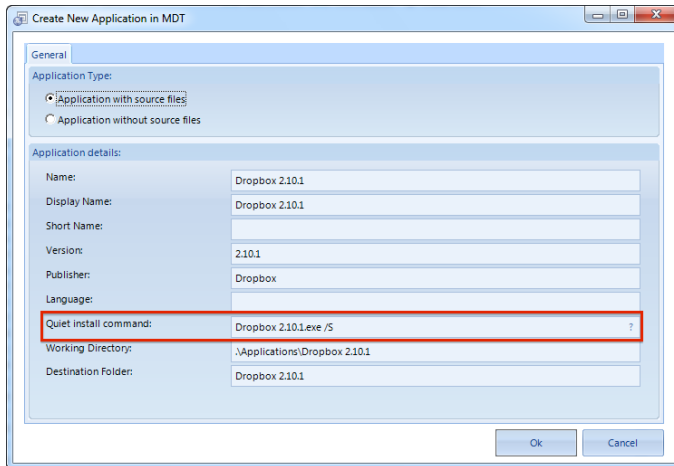 Create New Application in MDT
General
Application Type:
Application with source files
Application without source files
Application details:
Name: Dropbox 2.10.1
Display Name: Dropbox 2.10.1
Short Name:
Version: 2.10.1
Publisher: Dropbox
Language:
Quiet install command: Dropbox 2.10.1.exe /S ?
Working Directory: .\Applications\Dropbox 2.10.1
Destination Folder: Dropbox 2.10.1
Ok Cancel